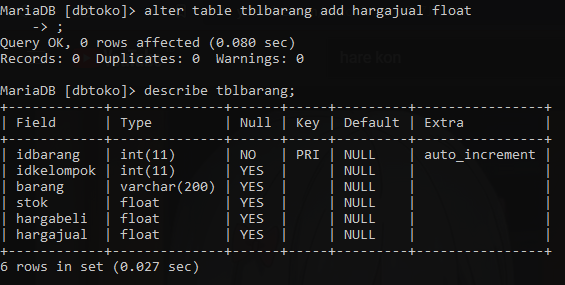 MariaDB [dbtoko]> alter table tblbarang add hargajual float
    -> ;
Query OK, 0 rows affected (0.080 sec)
Records: 0  Duplicates: 0  Warnings: 0

MariaDB [dbtoko]> describe tblbarang;
+------------+--------------+------+-----+---------+----------------+
| Field      | Type         | Null | Key | Default | Extra          |
+------------+--------------+------+-----+---------+----------------+
| idbarang   | int(11)      | NO   | PRI | NULL    | auto_increment |
| idkelompok | int(11)      | YES  |     | NULL    |                |
| barang     | varchar(200) | YES  |     | NULL    |                |
| stok       | float        | YES  |     | NULL    |                |
| hargabeli  | float        | YES  |     | NULL    |                |
| hargajual  | float        | YES  |     | NULL    |                |
+------------+--------------+------+-----+---------+----------------+
6 rows in set (0.027 sec)